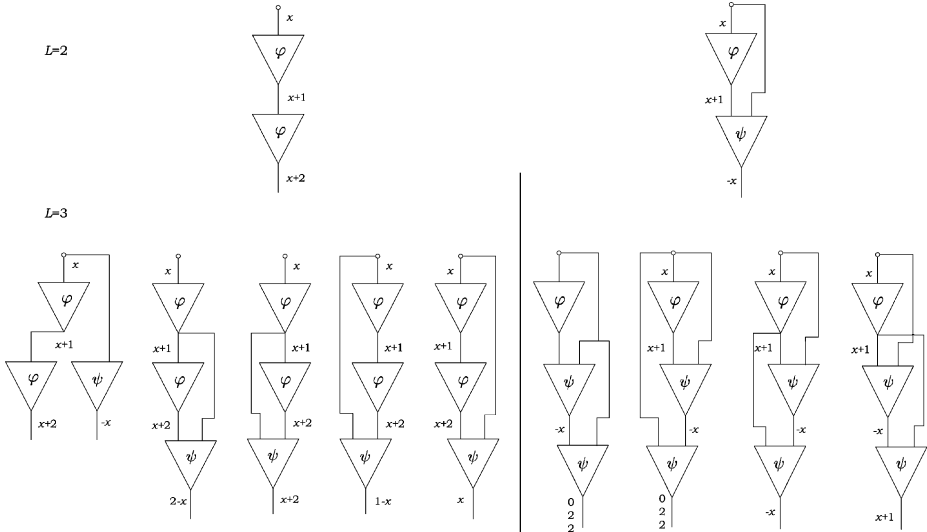 L=2
x
φ
x+1
φ
x+2
x
φ
x+1
ψ
-x
L=3
x
φ
x+1
φ
ψ
x+2
-x
x
φ
x+1
φ
x+2
ψ
2-x
x
φ
x+1
φ
x+2
ψ
x+2
x
φ
x+1
φ
x+2
ψ
1-x
x
φ
x+1
φ
x+2
ψ
x
φ
ψ
-x
ψ
0
2
2
x
φ
x+1
ψ
-x
ψ
0
2
2
x
φ
x+1
ψ
-x
ψ
-x
x
φ
x+1
ψ
-x
ψ
x+1